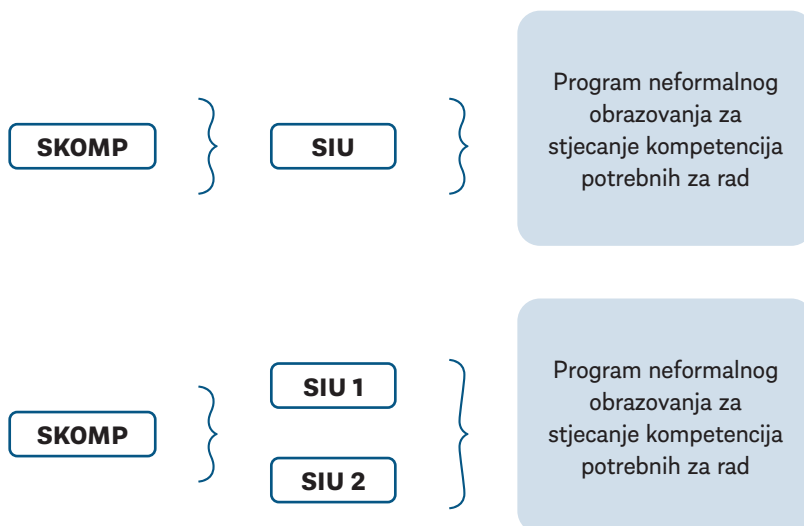 SKOMP
SIU
Program neformalnog
obrazovanja za
stjecanje kompetencija
potrebnih za rad
SKOMP
SIU 1
SIU 2
Program neformalnog
obrazovanja za
stjecanje kompetencija
potrebnih za rad